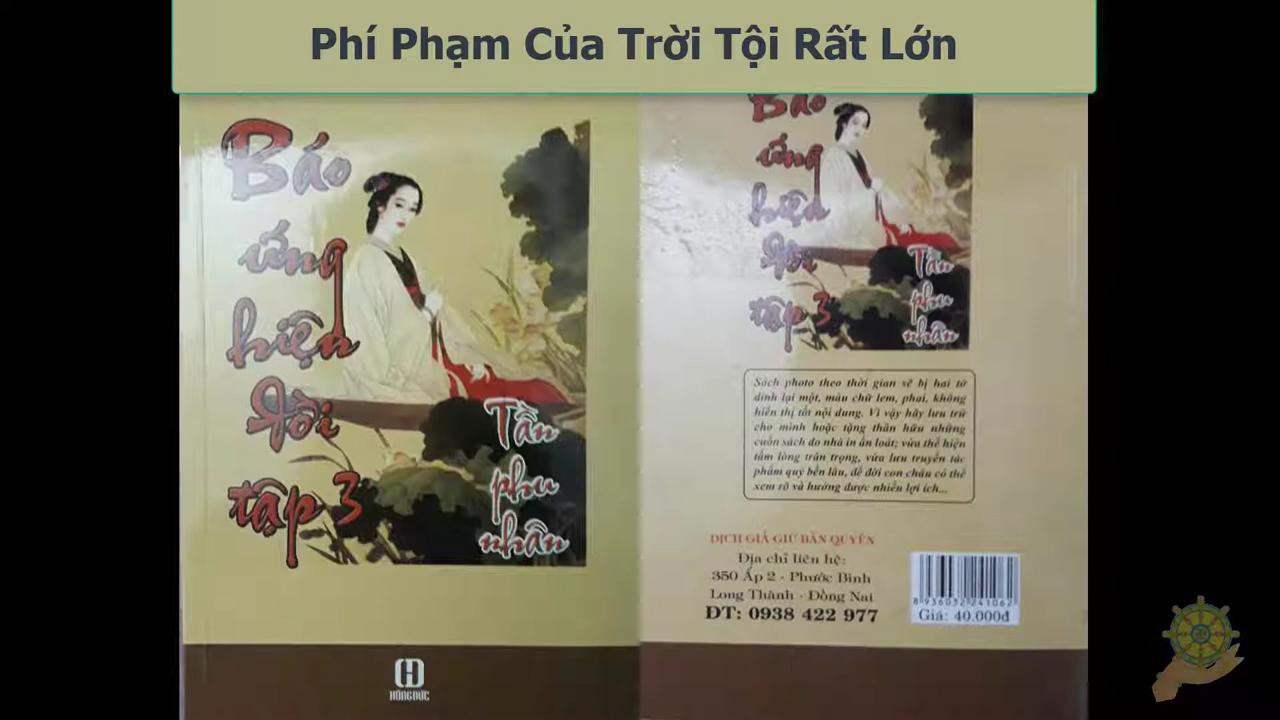 Phí Phạm Của Trời Tội Rất Lớn
Báo
ứng
hiện
đời
tập 3
Tần
phu
nhân
HỒNG ĐỨC
Báo
ứng
hiện
đời
tập 3
Tần
phu
nhân
Sách photo theo thời gian sẽ bị hai tờ
dính lại một, màu chữ lem, phai, không
hiển thị tốt nội dung. Vì vậy hãy lưu trữ
cho mình hoặc tặng thân hữu những
cuốn sách do nhà in ấn loát; vừa thể hiện
tấm lòng trân trọng, vừa lưu truyền tác
phẩm quý bền lâu, để đời con cháu có thể
xem rõ và hưởng được nhiều lợi ích...
DỊCH GIẢ GIỮ BẢN QUYỀN
Địa chỉ liên hệ:
350 Ấp 2 - Phước Bình
Long Thành - Đồng Nai
ĐT: 0938 422 977
8 936032 241062
Giá: 40.000đ